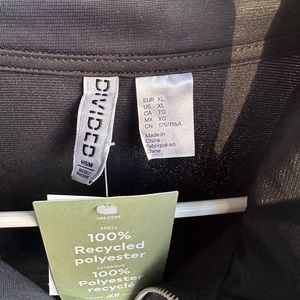 DIVIDED
H&M
EUR XL
US XL
CA TG
MX XG
CN 175/116A
Made in
China
Fabriqué en
Chine
HM.COM
SHELL
100%
Recycled
polyester
EXTÉRIEUR
100%
Polyester
recyclé